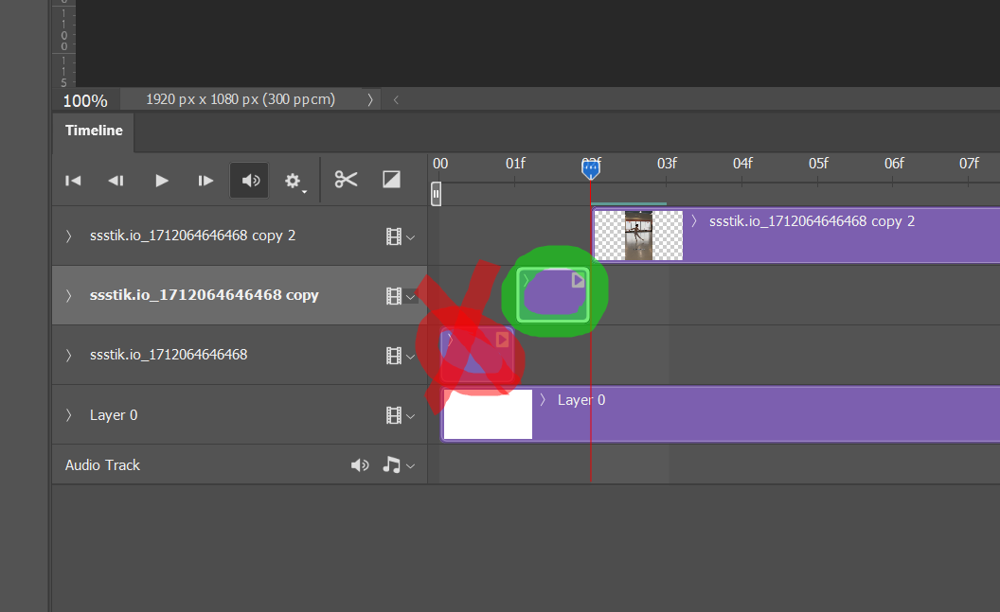 1
1
0
0
1
1
5
100% 1920 px x 1080 px (300 ppcm)
Timeline
00 01f 02f 03f 04f 05f 06f 07f
ssstik.io_1712064646468 copy 2
ssstik.io_1712064646468 copy 2
ssstik.io_1712064646468 copy
ssstik.io_1712064646468
Layer 0
Layer 0
Audio Track